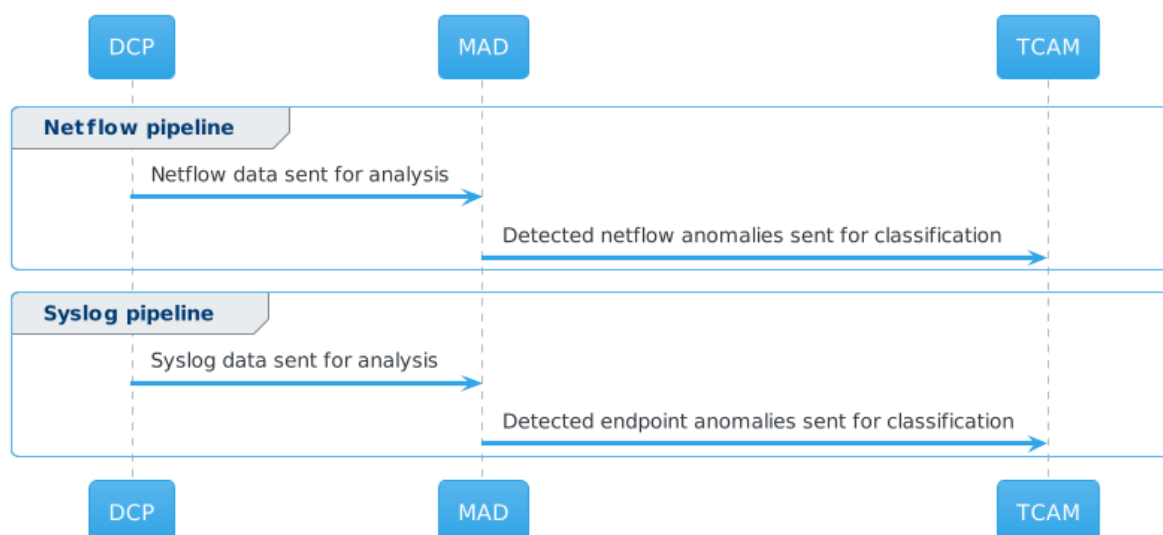 DCP MAD TCAM
Netflow pipeline
Netflow data sent for analysis
Detected netflow anomalies sent for classification
Syslog pipeline
Syslog data sent for analysis
Detected endpoint anomalies sent for classification
DCP MAD TCAM